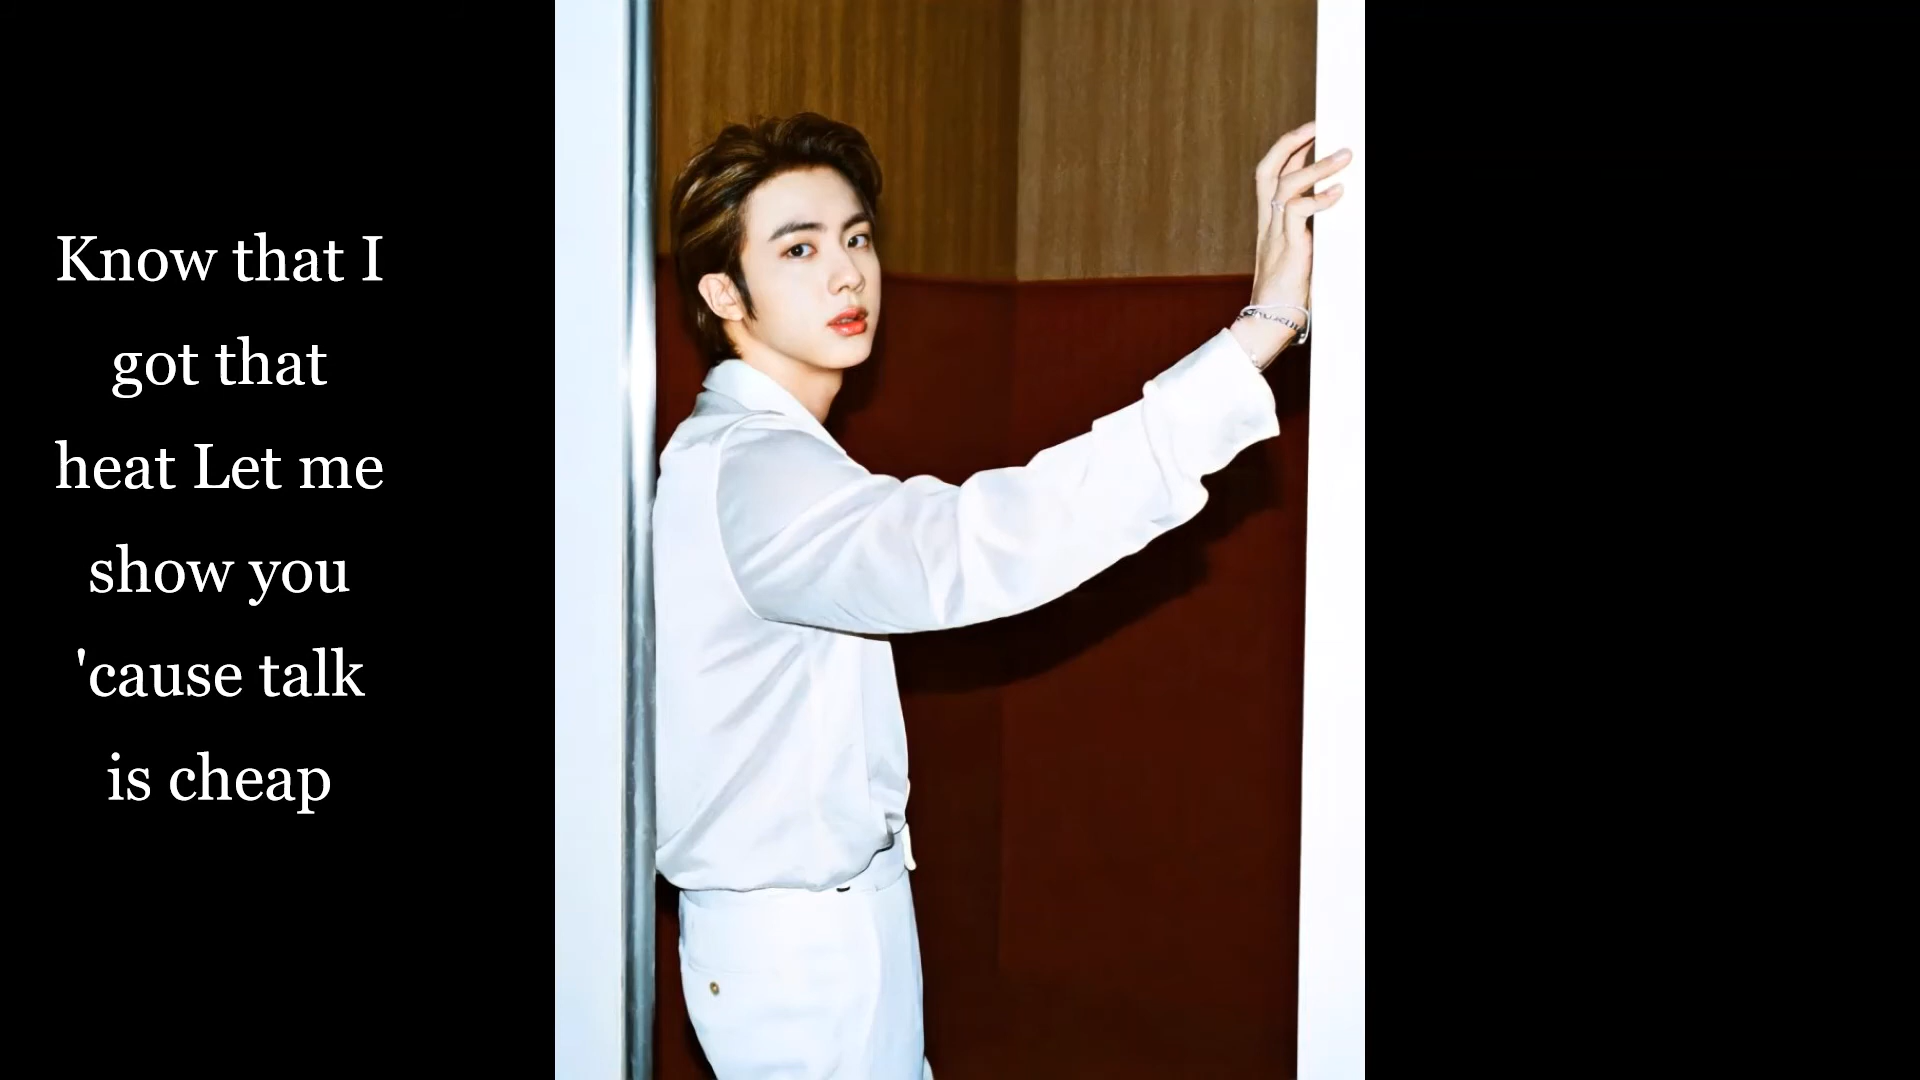 Know that I
got that
heat Let me
show you
'cause talk
is cheap